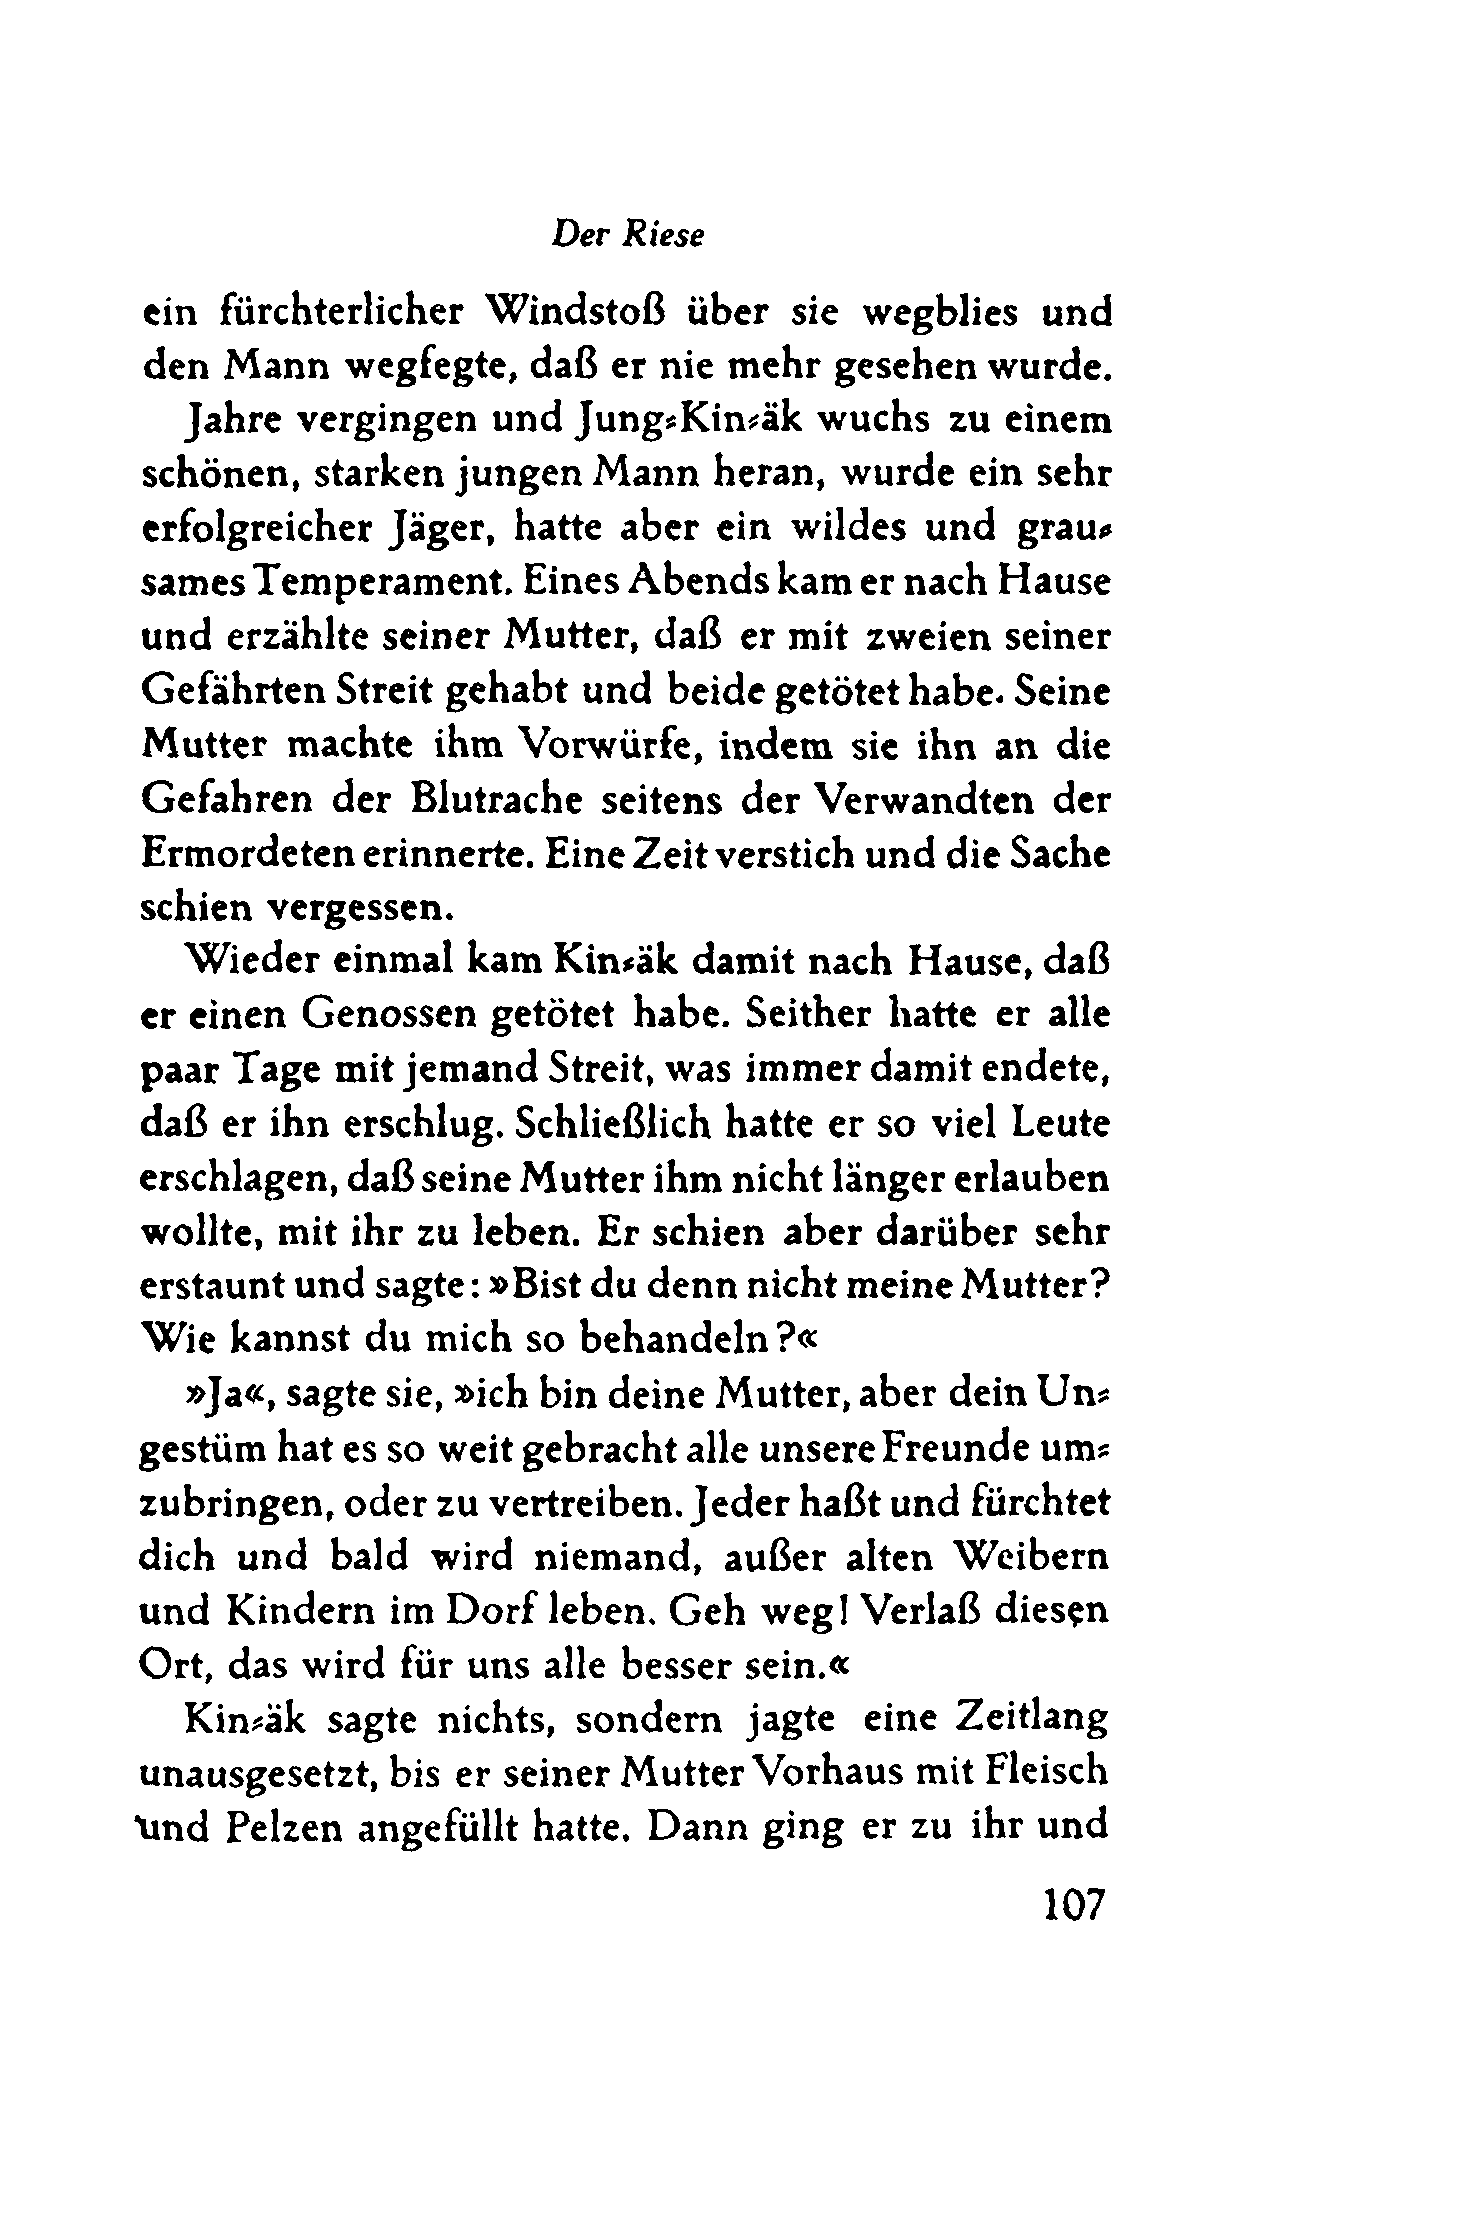 Der Riese
ein fürchterlicher Windstoß über sie wegblies und
den Mann wegfegte, daß er nie mehr gesehen wurde.
Jahre vergingen und Jung-Kin-äk wuchs zu einem
schönen, starken jungen Mann heran, wurde ein sehr
erfolgreicher Jäger, hatte aber ein wildes und grau-
sames Temperament. Eines Abends kam er nach Hause
und erzählte seiner Mutter, daß er mit zweien seiner
Gefährten Streit gehabt und beide getötet habe. Seine
Mutter machte ihm Vorwürfe, indem sie ihn an die
Gefahren der Blutrache seitens der Verwandten der
Ermordeten erinnerte. Eine Zeit verstich und die Sache
schien vergessen.
Wieder einmal kam Kin-äk damit nach Hause, daß
er einen Genossen getötet habe. Seither hatte er alle
paar Tage mit jemand Streit, was immer damit endete,
daß er ihn erschlug. Schließlich hatte er so viel Leute
erschlagen, daß seine Mutter ihm nicht länger erlauben
wollte, mit ihr zu leben. Er schien aber darüber sehr
erstaunt und sagte: »Bist du denn nicht meine Mutter?
Wie kannst du mich so behandeln?«
»Ja«, sagte sie, »ich bin deine Mutter, aber dein Un-
gestüm hat es so weit gebracht alle unsere Freunde um-
zubringen, oder zu vertreiben. Jeder haßt und fürchtet
dich und bald wird niemand, außer alten Weibern
und Kindern im Dorf leben. Geh weg! Verlaß diesen
Ort, das wird für uns alle besser sein.«
Kin-äk sagte nichts, sondern jagte eine Zeitlang
unausgesetzt, bis er seiner Mutter Vorhaus mit Fleisch
und Pelzen angefüllt hatte. Dann ging er zu ihr und
107